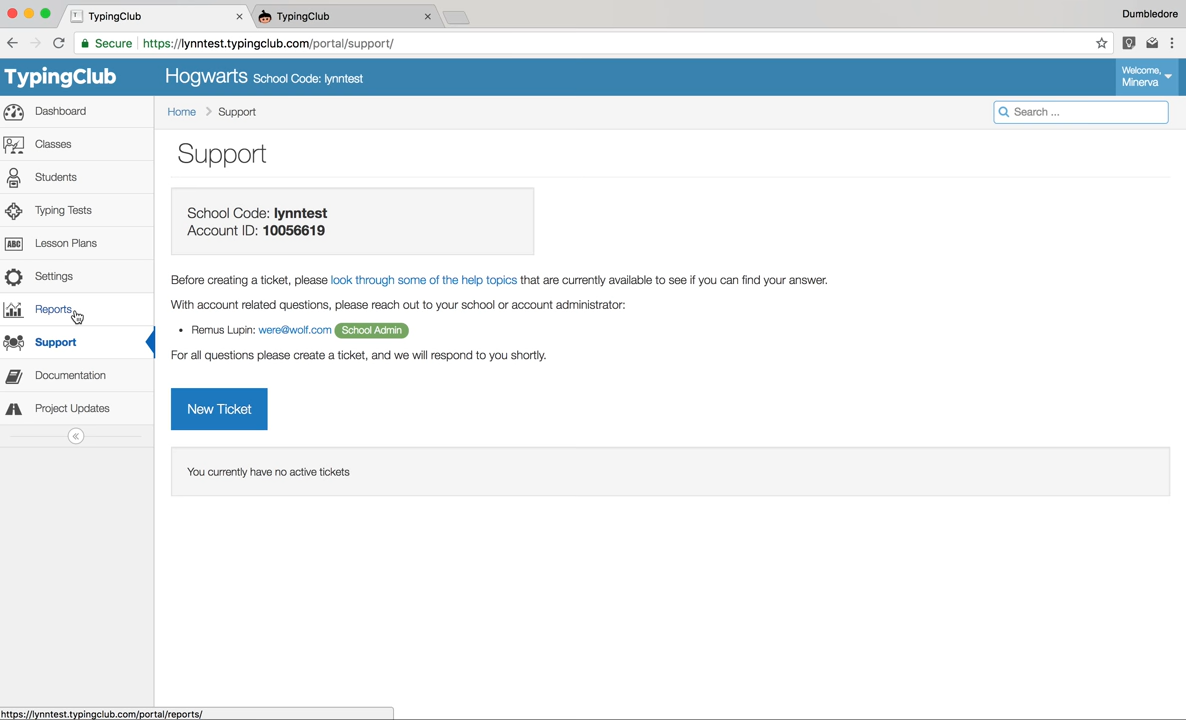 TypingClub
TypingClub
Dumbledore
Secure
https://lynntest.typingclub.com/portal/support/
TypingClub
Hogwarts School Code: lynntest
Welcome,
Minerva
Dashboard
Classes
Students
Typing Tests
ABC
Lesson Plans
Settings
Reports
Support
Documentation
Project Updates
Home
Support
Search ...
Support
School Code: lynntest
Account ID: 10056619
Before creating a ticket, please look through some of the help topics that are currently available to see if you can find your answer.
With account related questions, please reach out to your school or account administrator:
• Remus Lupin: were@wolf.com School Admin
For all questions please create a ticket, and we will respond to you shortly.
New Ticket
You currently have no active tickets
https://lynntest.typingclub.com/portal/reports/